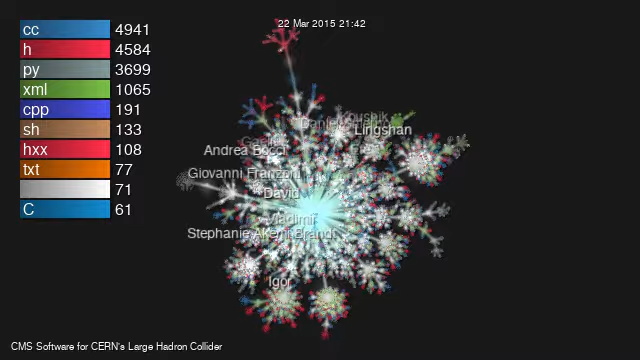 22 Mar 2015 21:42
cc 4941
h 4584
py 3699
xml 1065
cpp 191
sh 133
hxx 108
txt 77
71
C 61
Lingshan
Andrea Bocci
Giovanni Franzoni
David
Vladimir
Stephanie Akemi Brandt
Igor
CMS Software for CERN's Large Hadron Collider